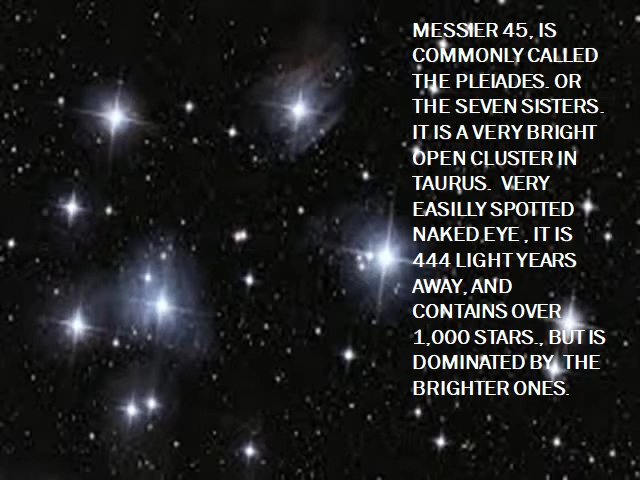 MESSIER 45, IS
COMMONLY CALLED
THE PLEIADES. OR
THE SEVEN SISTERS.
IT IS A VERY BRIGHT
OPEN CLUSTER IN
TAURUS.  VERY
EASILLY SPOTTED
NAKED EYE , IT IS
444 LIGHT YEARS
AWAY, AND
CONTAINS OVER
1,000 STARS., BUT IS
DOMINATED BY  THE
BRIGHTER ONES.